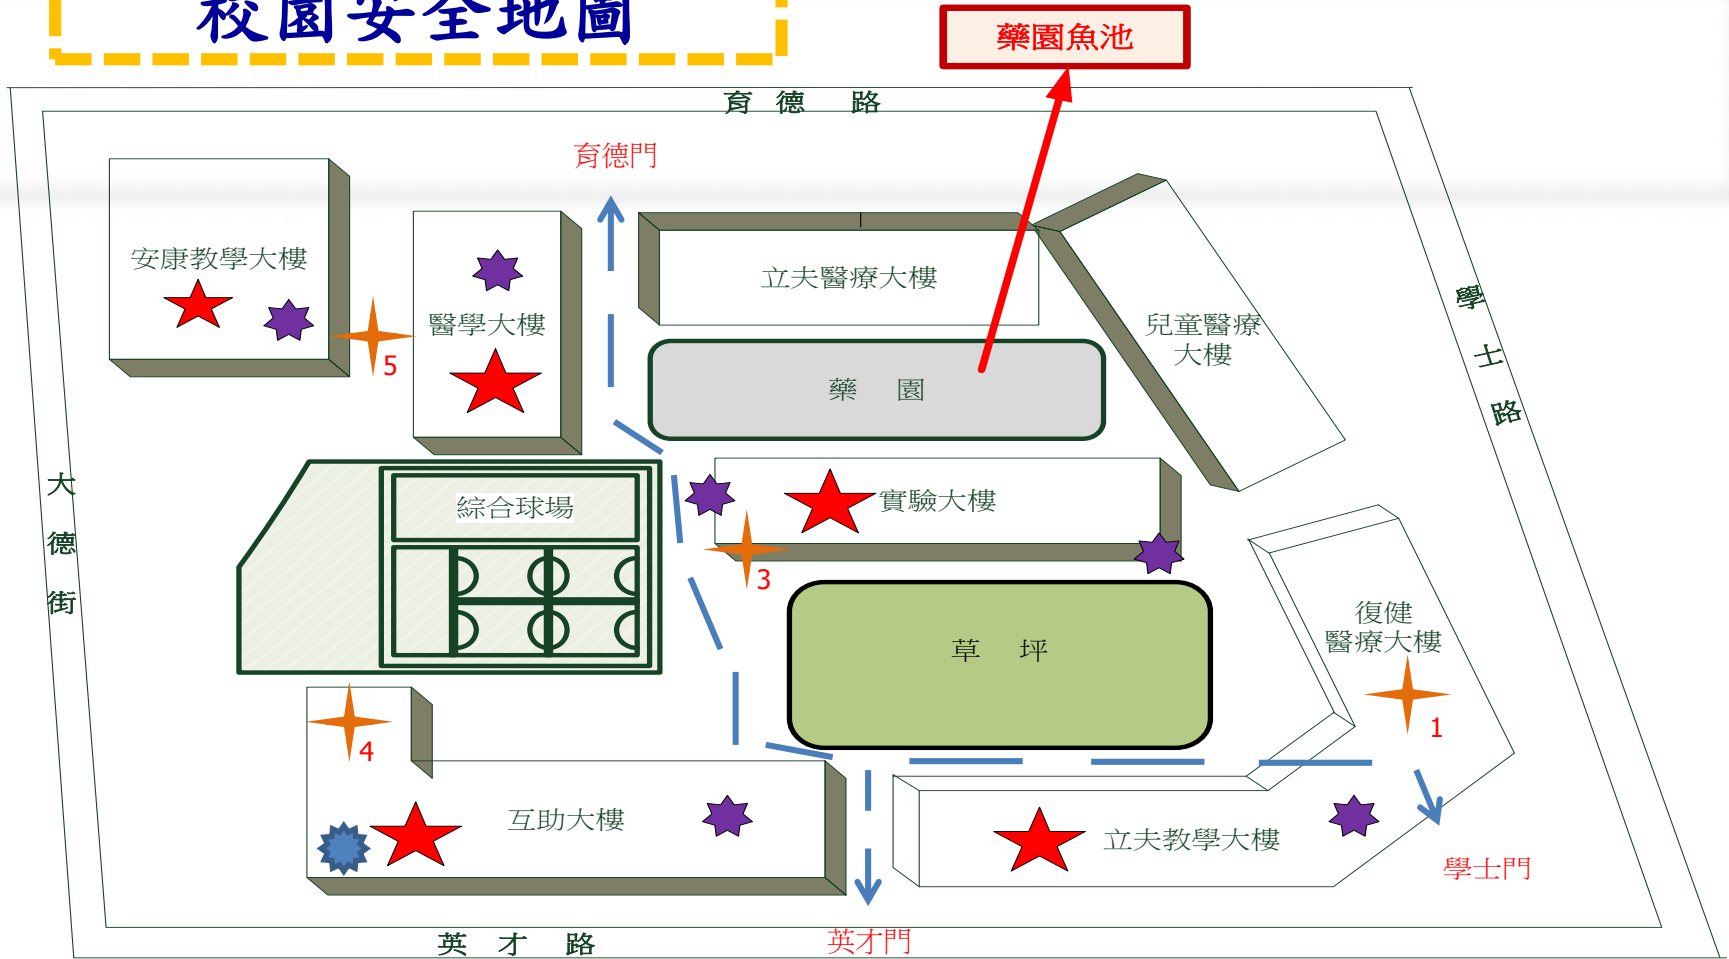 校園安全地圖
藥園魚池
育德路
育德門
安康教學大樓
醫學大樓
立夫醫療大樓
兒童醫療
大樓
學士路
5
藥園
大德街
綜合球場
實驗大樓
3
草坪
復健
醫療大樓
1
4
互助大樓
立夫教學大樓
學士門
英才路
英才門